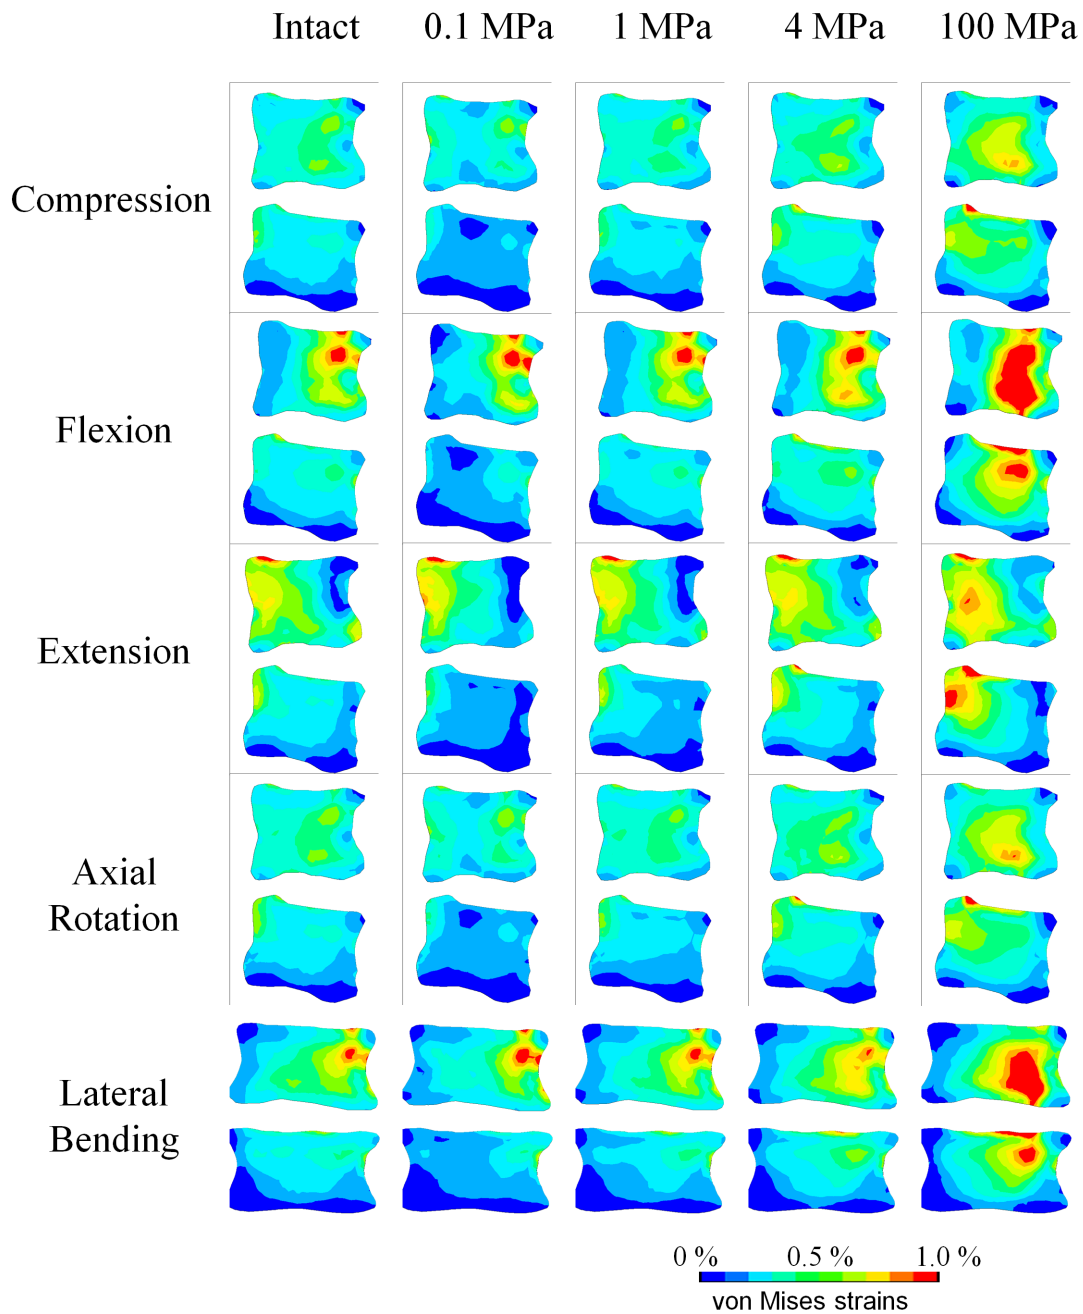 Intact 0.1 MPa 1 MPa 4 MPa 100 MPa
Compression
Flexion
Extension
Axial
Rotation
Lateral
Bending
0 % 0.5 % 1.0 %
von Mises strains